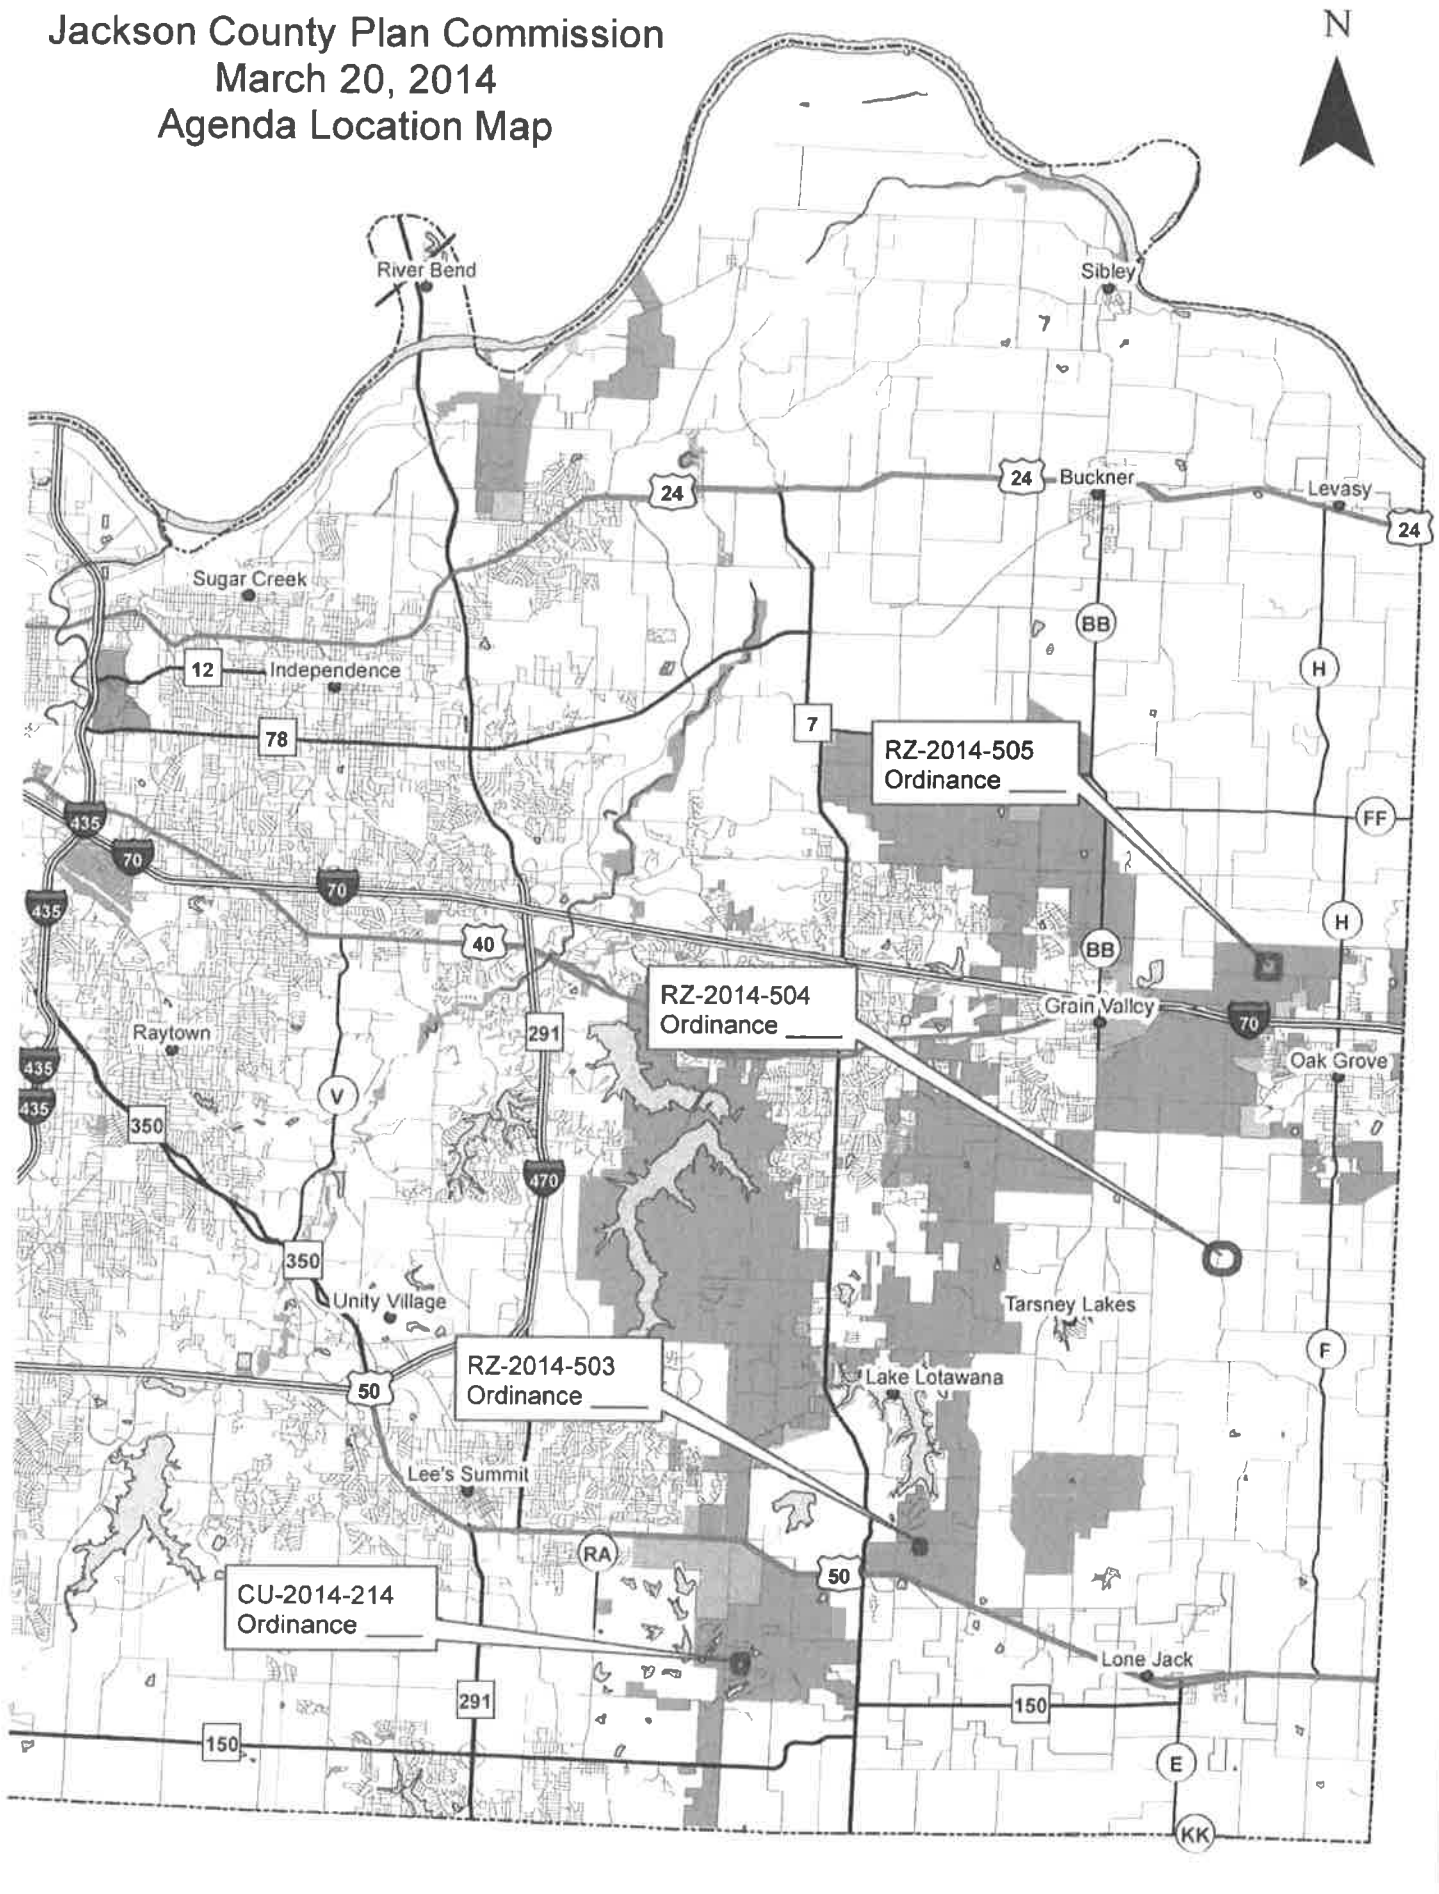 Jackson County Plan Commission
March 20, 2014
Agenda Location Map
N
River Bend
Sibley
24
24
Buckner
Levasy
24
Sugar Creek
BB
12
Independence
H
7
78
RZ-2014-505
Ordinance ____
435
FF
70
70
435
H
40
BB
RZ-2014-504
Ordinance ____
Grain Valley
70
Raytown
291
Oak Grove
435
V
435
350
470
350
Unity Village
Tarsney Lakes
RZ-2014-503
Ordinance ____
F
50
Lake Lotawana
Lee's Summit
RA
50
CU-2014-214
Ordinance ____
Lone Jack
291
150
150
E
KK